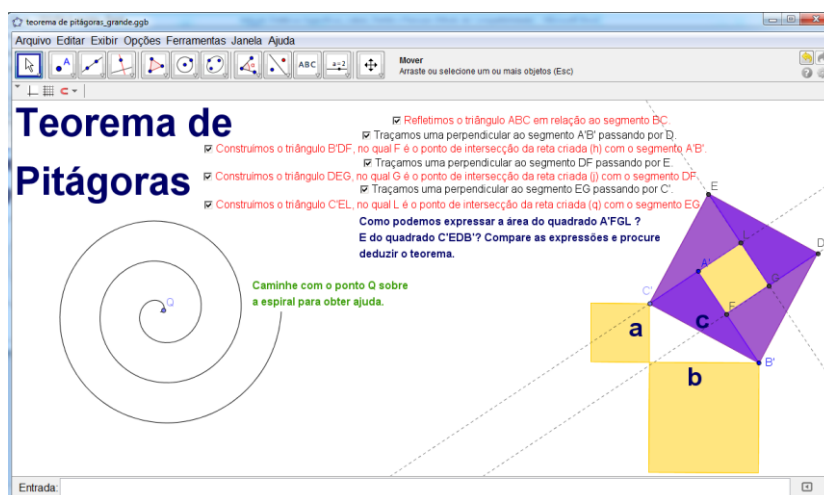 teorema de pitágoras_grande.ggb
Arquivo Editar Exibir Opções Ferramentas Janela Ajuda
A
ABC
a=2
Mover
Arraste ou selecione um ou mais objetos (Esc)
Teorema de
Pitágoras
Refletimos o triângulo ABC em relação ao segmento BC.
Traçamos uma perpendicular ao segmento A'B' passando por D.
Construímos o triângulo B'DF, no qual F é o ponto de intersecção da reta criada (h) com o segmento A'B'.
Traçamos uma perpendicular ao segmento DF passando por E.
Construímos o triângulo DEG, no qual G é o ponto de intersecção da reta criada (j) com o segmento DF.
Traçamos uma perpendicular ao segmento EG passando por C'.
Construímos o triângulo C'EL, no qual L é o ponto de intersecção da reta criada (q) com o segmento EG.
Como podemos expressar a área do quadrado A'FGL ?
E do quadrado C'EDB'? Compare as expressões e procure
deduzir o teorema.
Caminhe com o ponto Q sobre
a espiral para obter ajuda.
Q
E
D
L
A'
G
C'
F
c
a
B'
b
Entrada: